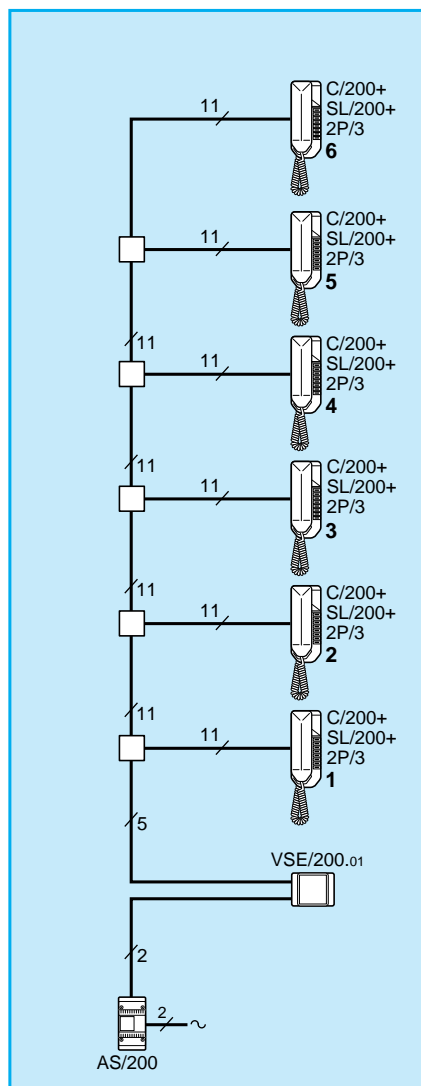 11
C/200+
SL/200+
2P/3
6
11
C/200+
SL/200+
2P/3
5
11
11
C/200+
SL/200+
2P/3
4
11
11
C/200+
SL/200+
2P/3
3
11
11
C/200+
SL/200+
2P/3
2
11
11
C/200+
SL/200+
2P/3
1
5
VSE/200.01
2
2 ~
AS/200